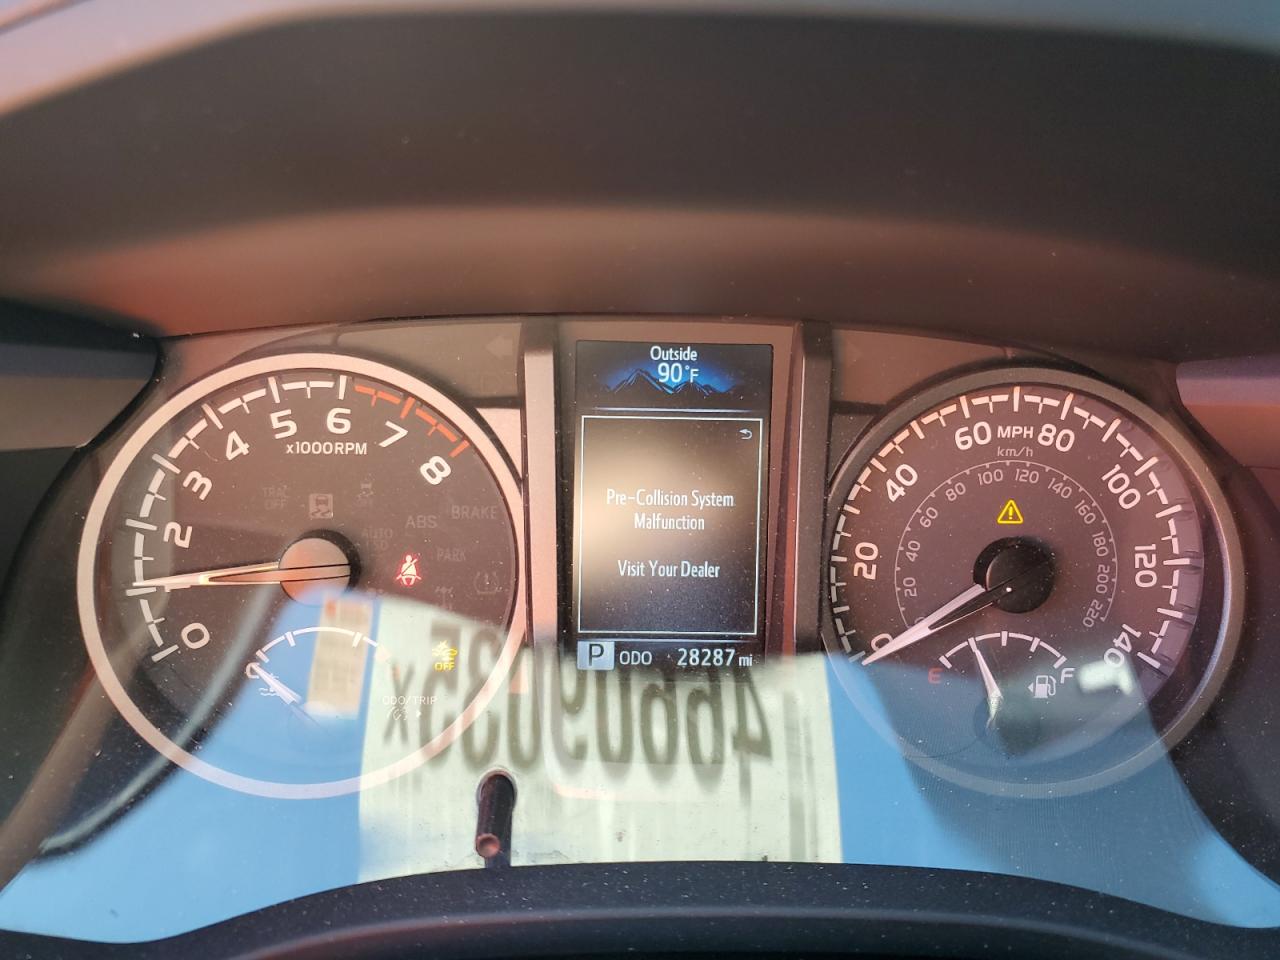 Outside
90°F
Pre-Collision System
Malfunction
Visit Your Dealer
P ODO 28287 mi
0 2 3 4 5 6 7 8
x1000RPM
TRAC
OFF
ABS
BRAKE
PARK
OFF
ODO/TRIP
20 40 60 MPH 80 100 120 140
km/h
20 40 60 80 100 120 140 160 180 200 220
E F